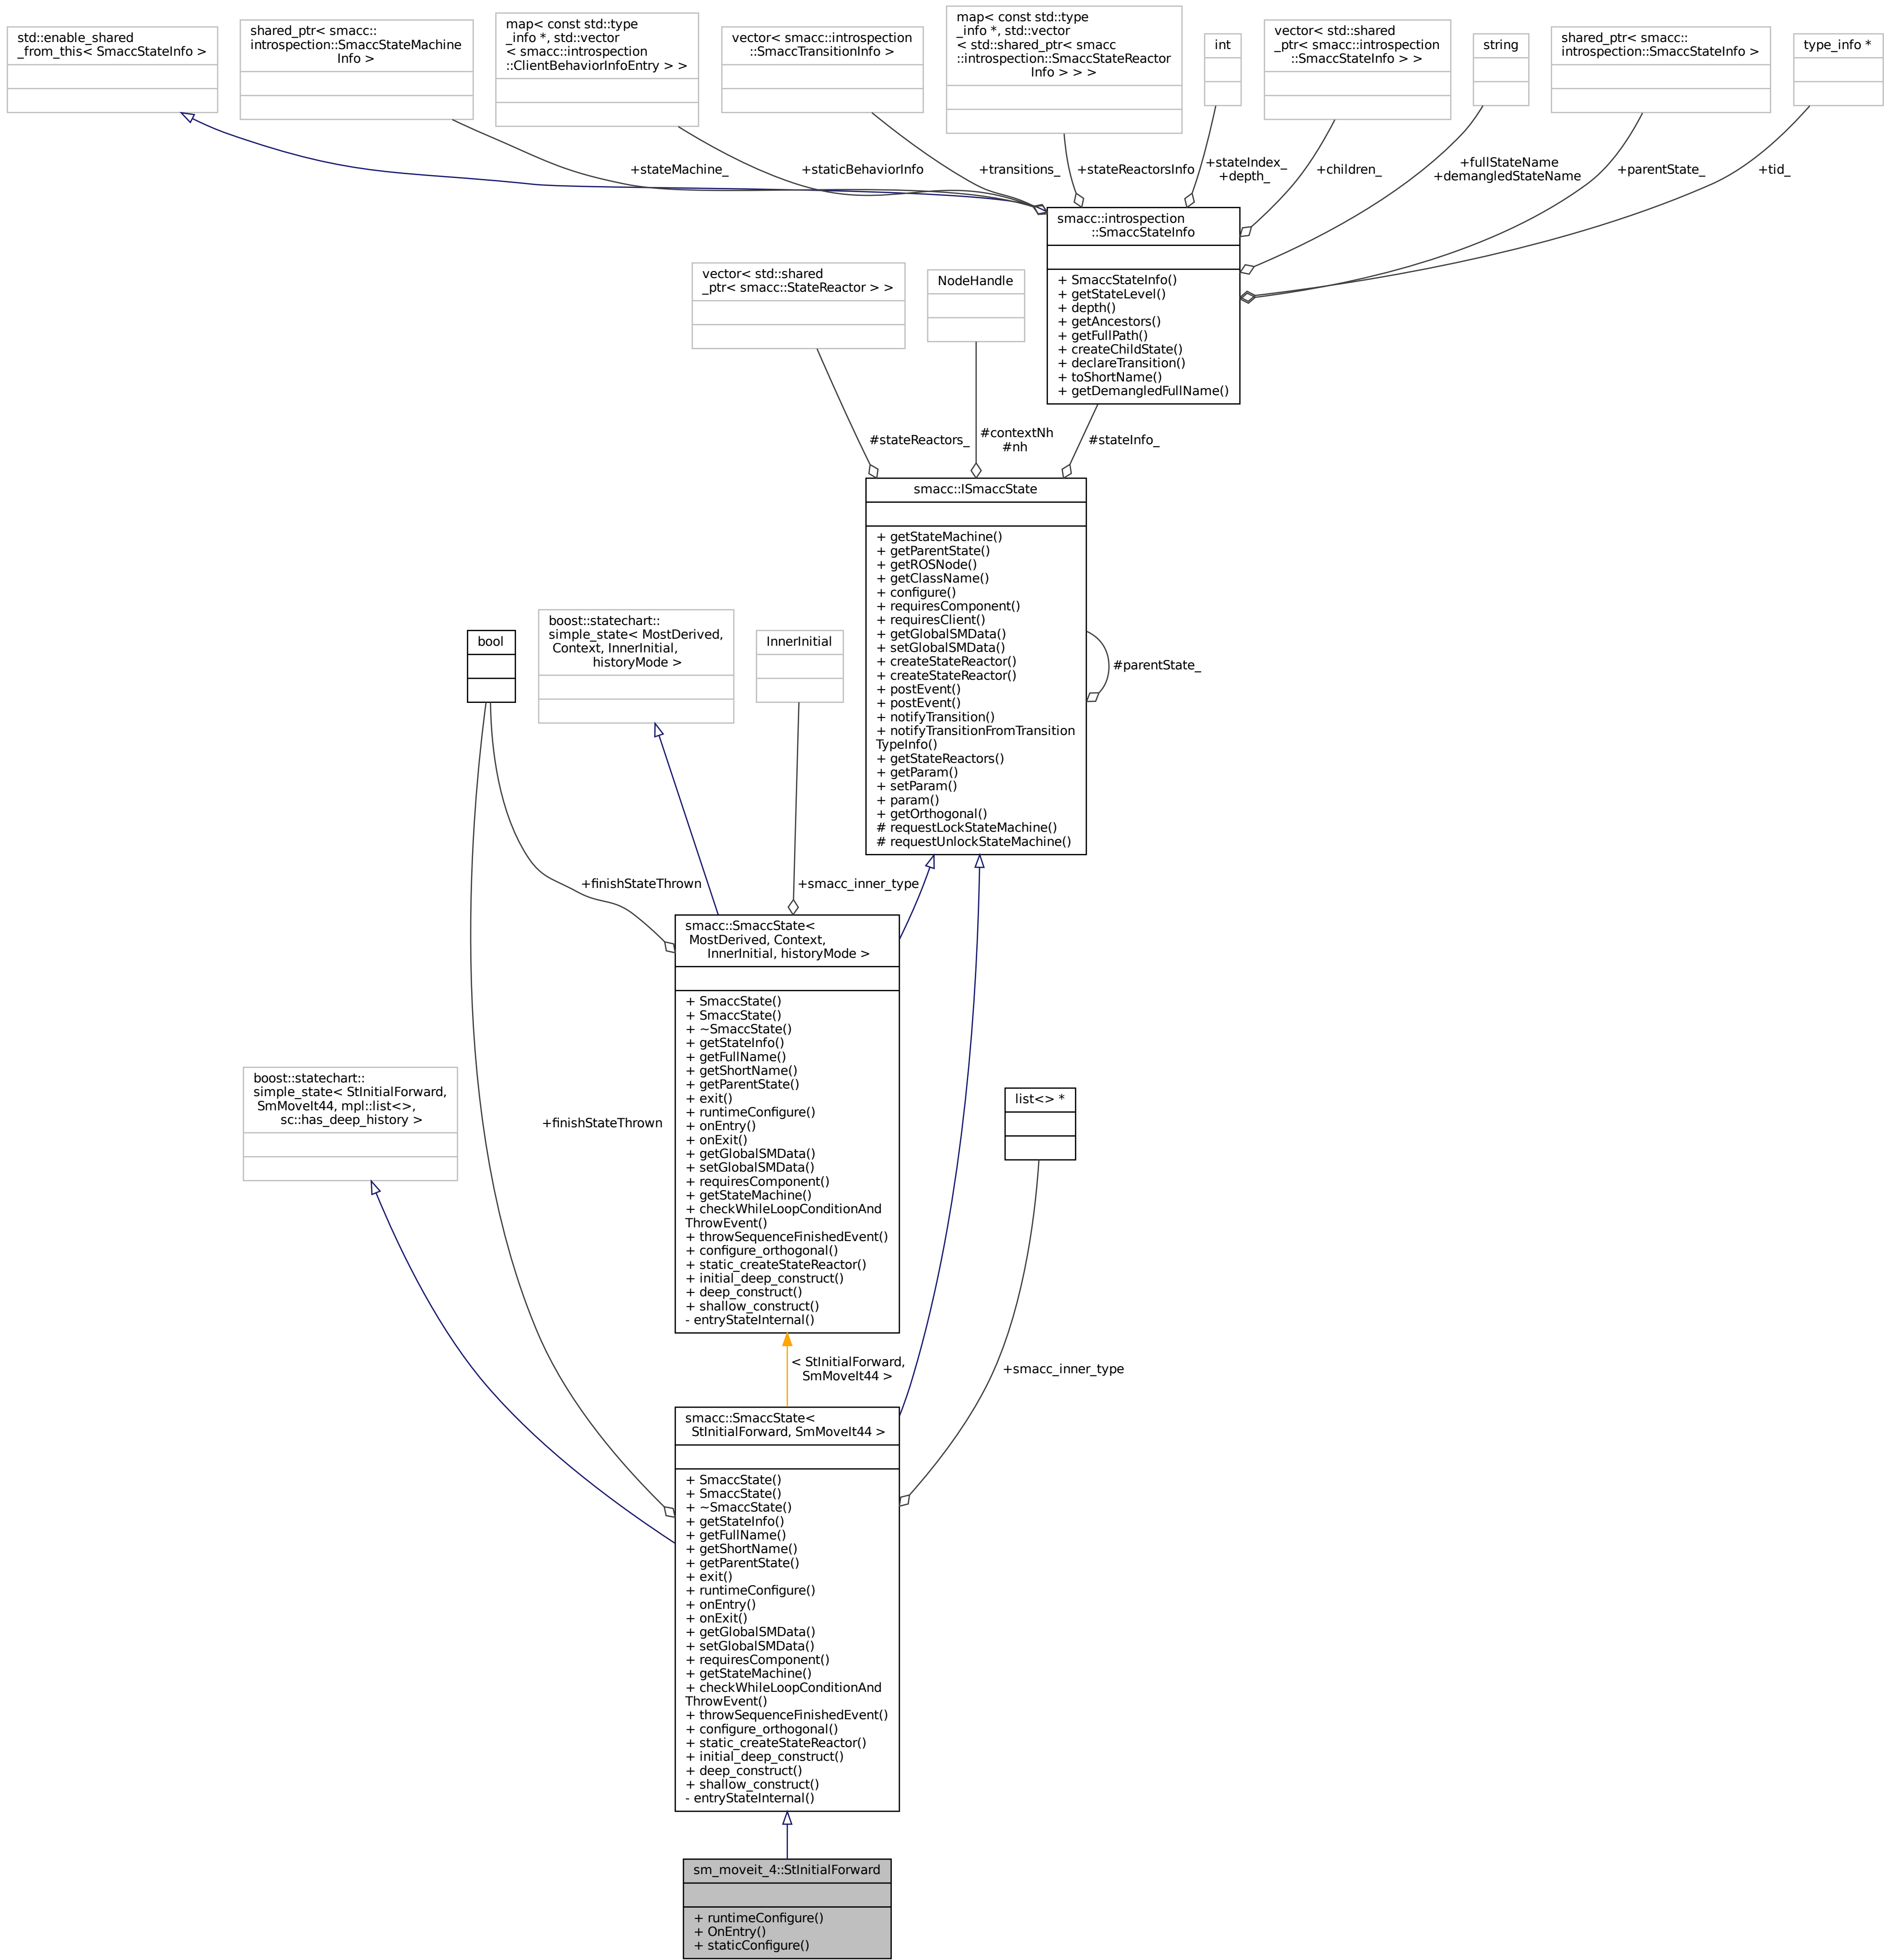 std::enable_shared
_from_this< SmaccStateInfo >
shared_ptr< smacc::
introspection::SmaccStateMachine
Info >
map< const std::type
_info *, std::vector
< smacc::introspection
::ClientBehaviorInfoEntry > >
vector< smacc::introspection
::SmaccTransitionInfo >
map< const std::type
_info *, std::vector
< std::shared_ptr< smacc
::introspection::SmaccStateReactor
Info > > >
int
vector< std::shared
_ptr< smacc::introspection
::SmaccStateInfo > >
string
shared_ptr< smacc::
introspection::SmaccStateInfo >
type_info *
+stateMachine_
+staticBehaviorInfo
+transitions_
+stateReactorsInfo
+stateIndex_
+depth_
+children_
+fullStateName
+demangledStateName
+parentState_
+tid_
smacc::introspection
::SmaccStateInfo
+ SmaccStateInfo()
+ getStateLevel()
+ depth()
+ getAncestors()
+ getFullPath()
+ createChildState()
+ declareTransition()
+ toShortName()
+ getDemangledFullName()
vector< std::shared
_ptr< smacc::StateReactor > >
NodeHandle
#stateReactors_
#contextNh
#nh
#stateInfo_
smacc::ISmaccState
+ getStateMachine()
+ getParentState()
+ getROSNode()
+ getClassName()
+ configure()
+ requiresComponent()
+ requiresClient()
+ getGlobalSMData()
+ setGlobalSMData()
+ createStateReactor()
+ createStateReactor()
+ postEvent()
+ postEvent()
+ notifyTransition()
+ notifyTransitionFromTransition
TypeInfo()
+ getStateReactors()
+ getParam()
+ setParam()
+ param()
+ getOrthogonal()
# requestLockStateMachine()
# requestUnlockStateMachine()
#parentState_
bool
boost::statechart::
simple_state< MostDerived,
Context, InnerInitial,
historyMode >
InnerInitial
+finishStateThrown
+smacc_inner_type
smacc::SmaccState<
MostDerived, Context,
InnerInitial, historyMode >
+ SmaccState()
+ SmaccState()
+ ~SmaccState()
+ getStateInfo()
+ getFullName()
+ getShortName()
+ getParentState()
+ exit()
+ runtimeConfigure()
+ onEntry()
+ onExit()
+ getGlobalSMData()
+ setGlobalSMData()
+ requiresComponent()
+ getStateMachine()
+ checkWhileLoopConditionAnd
ThrowEvent()
+ throwSequenceFinishedEvent()
+ configure_orthogonal()
+ static_createStateReactor()
+ initial_deep_construct()
+ deep_construct()
+ shallow_construct()
- entryStateInternal()
boost::statechart::
simple_state< StInitialForward,
SmMoveIt44, mpl::list<>,
sc::has_deep_history >
+finishStateThrown
list<> *
< StInitialForward,
SmMoveIt44 >
+smacc_inner_type
smacc::SmaccState<
StInitialForward, SmMoveIt44 >
+ SmaccState()
+ SmaccState()
+ ~SmaccState()
+ getStateInfo()
+ getFullName()
+ getShortName()
+ getParentState()
+ exit()
+ runtimeConfigure()
+ onEntry()
+ onExit()
+ getGlobalSMData()
+ setGlobalSMData()
+ requiresComponent()
+ getStateMachine()
+ checkWhileLoopConditionAnd
ThrowEvent()
+ throwSequenceFinishedEvent()
+ configure_orthogonal()
+ static_createStateReactor()
+ initial_deep_construct()
+ deep_construct()
+ shallow_construct()
- entryStateInternal()
sm_moveit_4::StInitialForward
+ runtimeConfigure()
+ OnEntry()
+ staticConfigure()